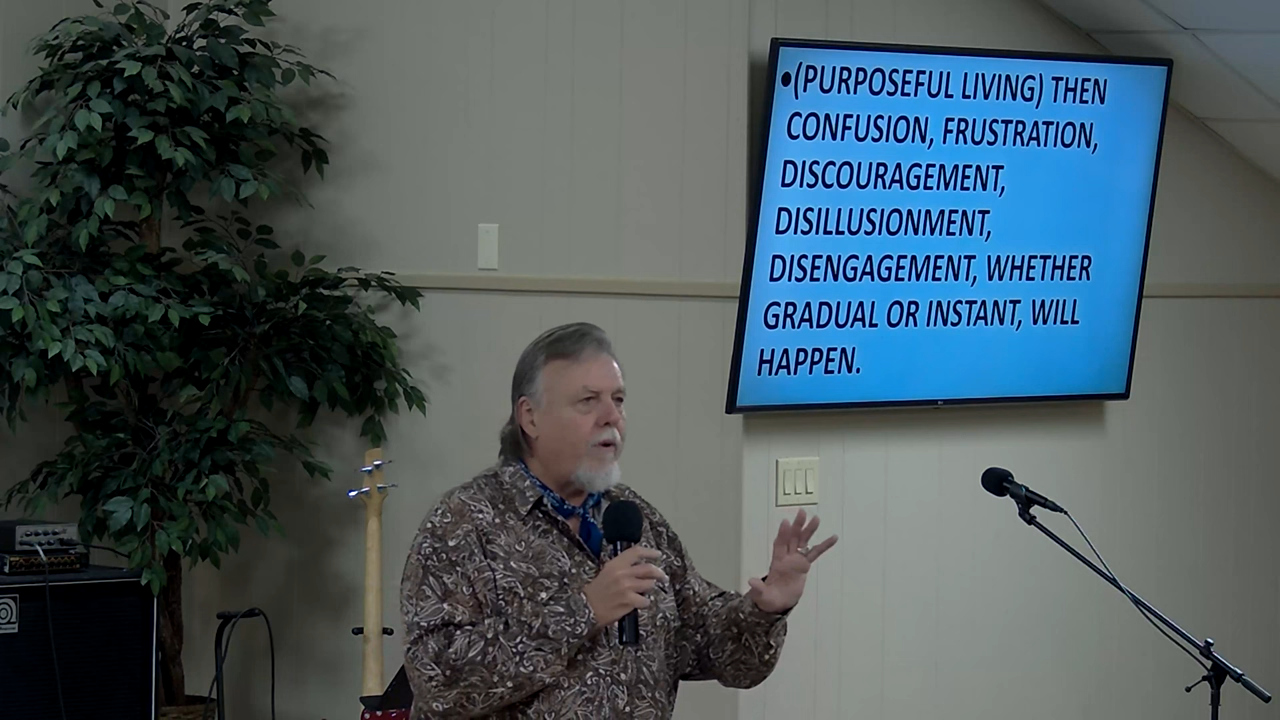 •(PURPOSEFUL LIVING) THEN
CONFUSION, FRUSTRATION,
DISCOURAGEMENT,
DISILLUSIONMENT,
DISENGAGEMENT, WHETHER
GRADUAL OR INSTANT, WILL
HAPPEN.